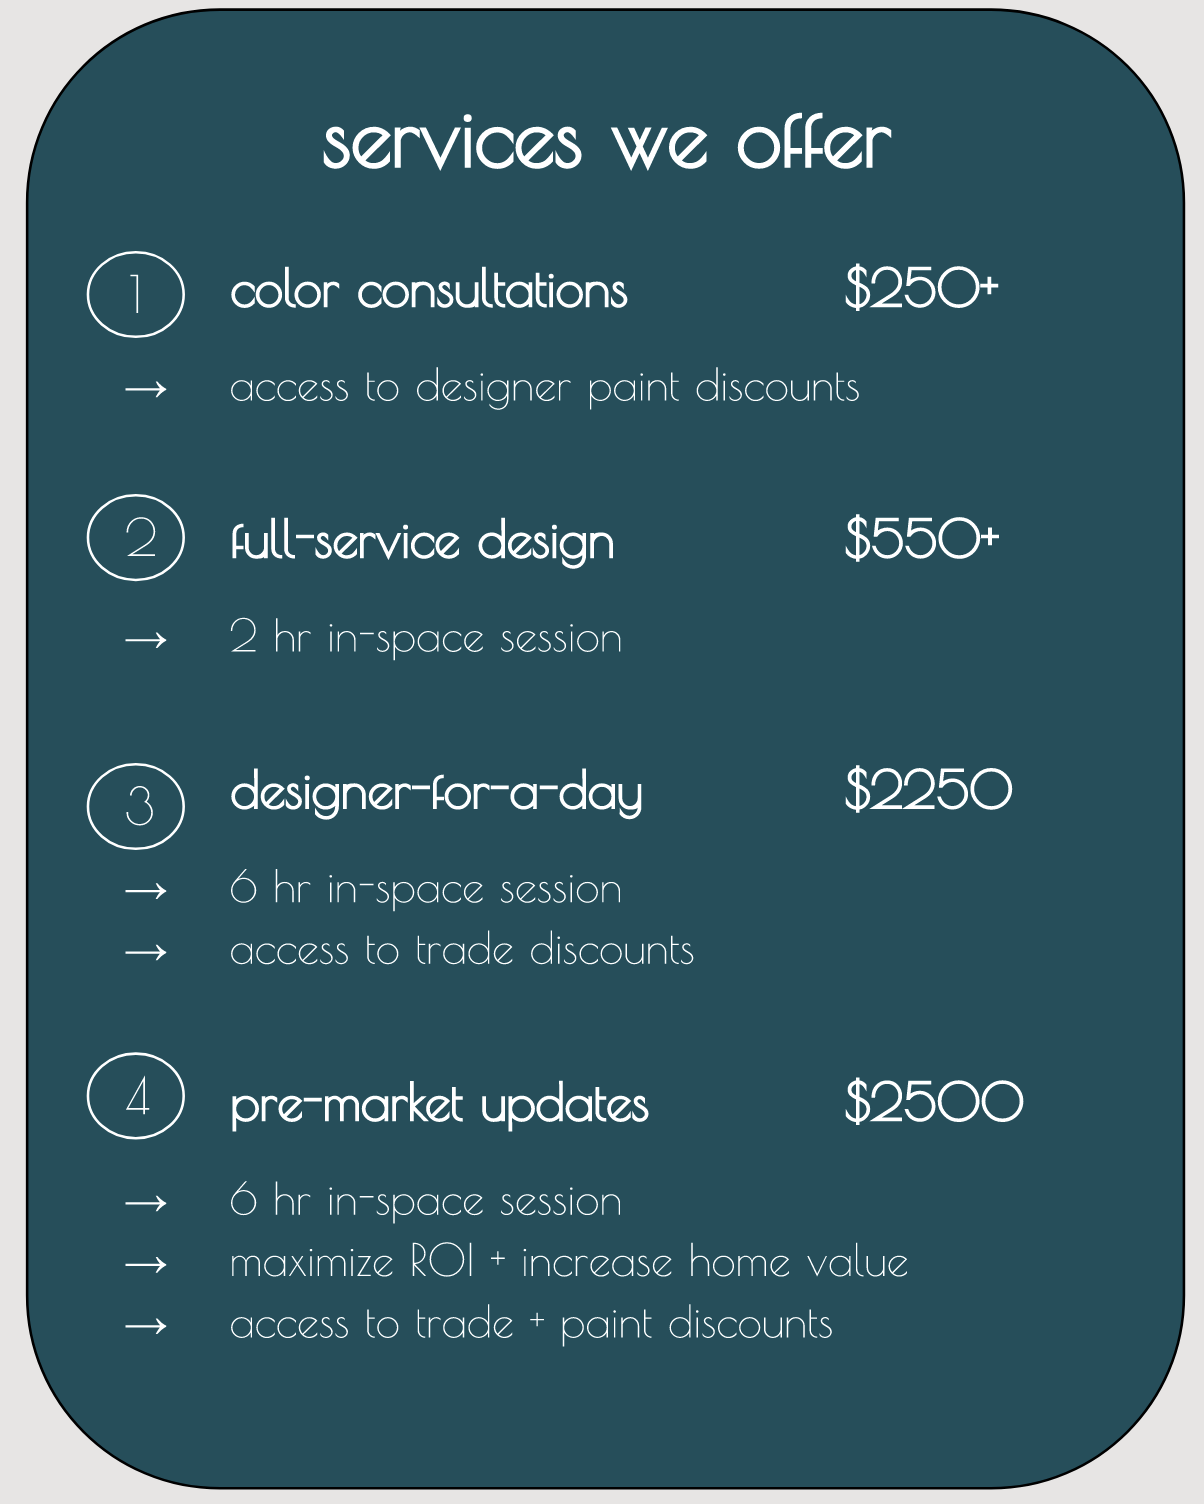 services we offer
1 color consultations $250+
→ access to designer paint discounts
2 full-service design $550+
→ 2 hr in-space session
3 designer-for-a-day $2250
→ 6 hr in-space session
→ access to trade discounts
4 pre-market updates $2500
→ 6 hr in-space session
→ maximize ROI + increase home value
→ access to trade + paint discounts